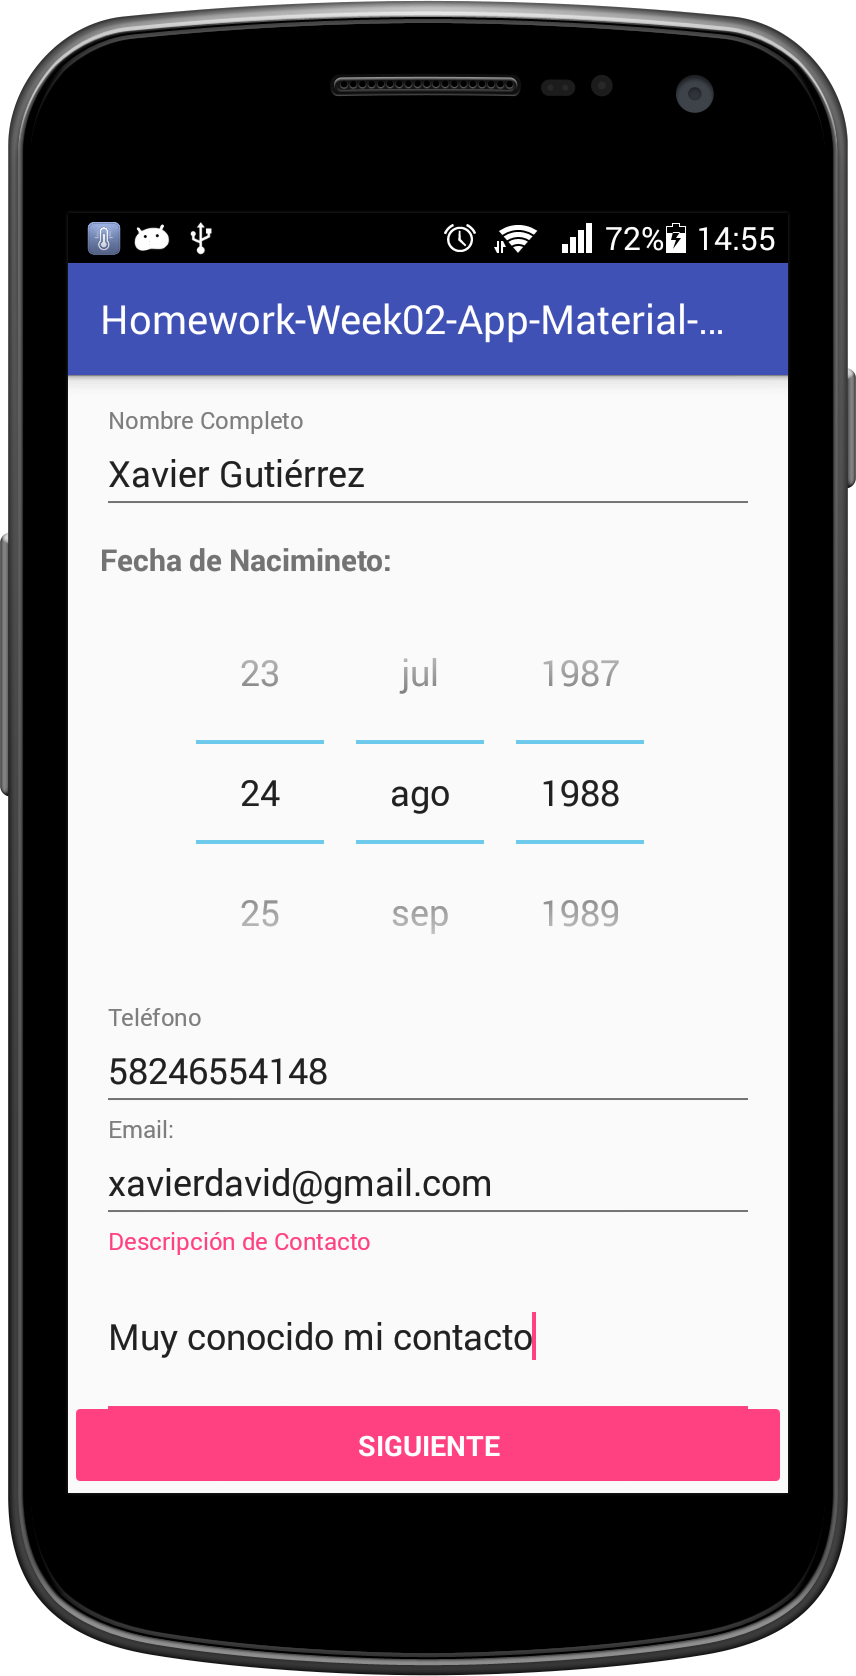 72% 14:55
Homework-Week02-App-Material-...
Nombre Completo
Xavier Gutiérrez
Fecha de Nacimineto:
23 jul 1987
24 ago 1988
25 sep 1989
Teléfono
58246554148
Email:
xavierdavid@gmail.com
Descripción de Contacto
Muy conocido mi contacto
SIGUIENTE